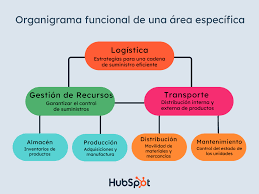 Organigrama funcional de una área específica
Logística
Estrategias para una cadena
de suministro eficiente
Gestión de Recursos
Garantizar el control
de suministros
Transporte
Distribución interna y
externa de productos
Almacén
Inventarios de
productos
Producción
Adquisiciones y
manufactura
Distribución
Movilidad de
materiales y
mercancía
Mantenimiento
Control del estado de
las unidades
HubSpot